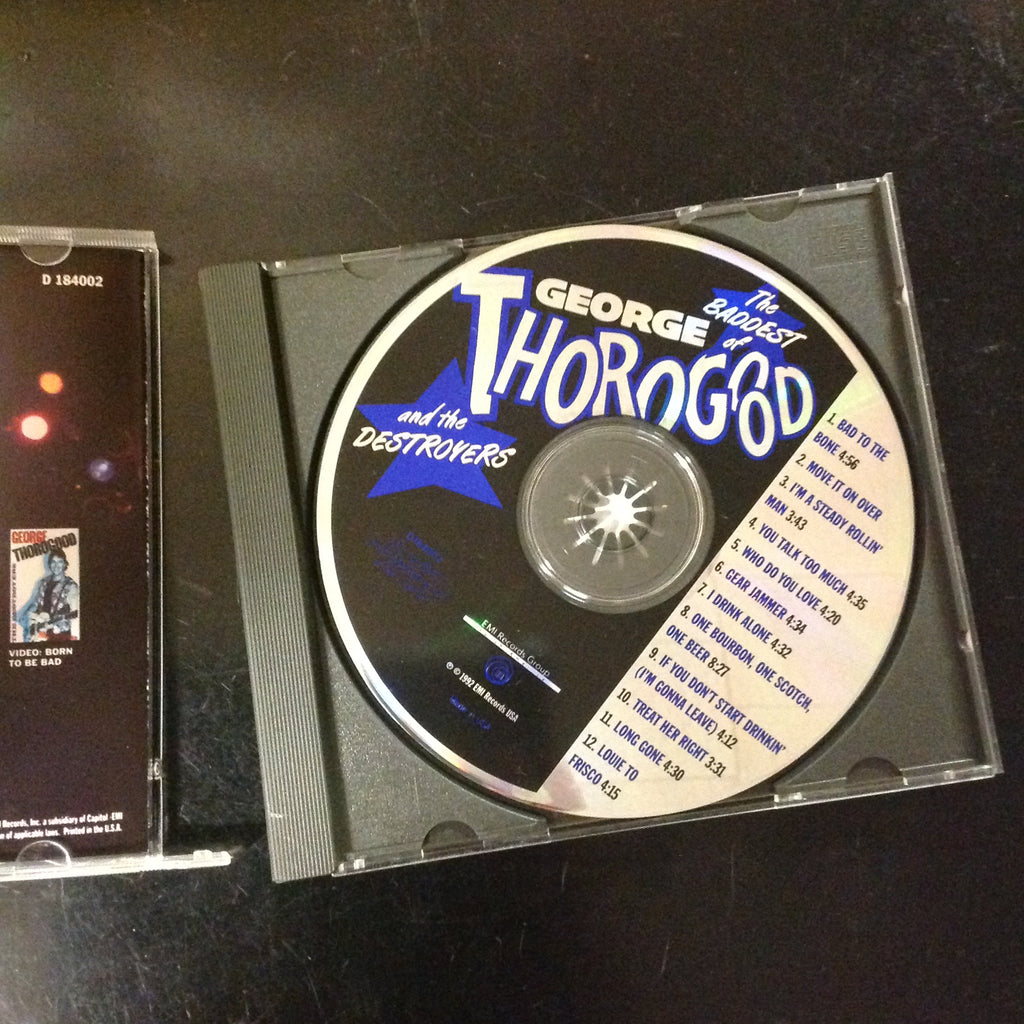 D 184002
GEORGE
THOROGOOD
VIDEO: BORN
TO BE BAD
Records, Inc. a subsidiary of Capitol-EMI
of applicable laws. Printed in the U.S.A.
The
BADDEST
of
GEORGE
THOROGOOD
and the
DESTROYERS
1. BAD TO THE
BONE 4:56
2. MOVE IT ON OVER
3. I'M A STEADY ROLLIN'
MAN 3:43
4. YOU TALK TOO MUCH 4:35
5. WHO DO YOU LOVE 4:20
6. GEAR JAMMER 4:34
7. I DRINK ALONE 4:32
8. ONE BOURBON, ONE SCOTCH,
ONE BEER 8:27
9. IF YOU DON'T START DRINKIN'
(I'M GONNA LEAVE) 4:12
10. TREAT HER RIGHT 3:31
11. LONG GONE 4:30
12. LOUIE TO
FRISCO 4:15
EMI Records Group
℗ © 1992 EMI Records USA